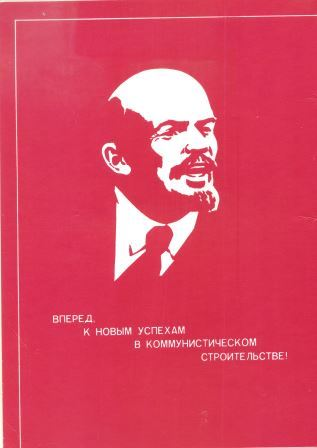 ВПЕРЕД,
К НОВЫМ УСПЕХАМ
В КОММУНИСТИЧЕСКОМ
СТРОИТЕЛЬСТВЕ!